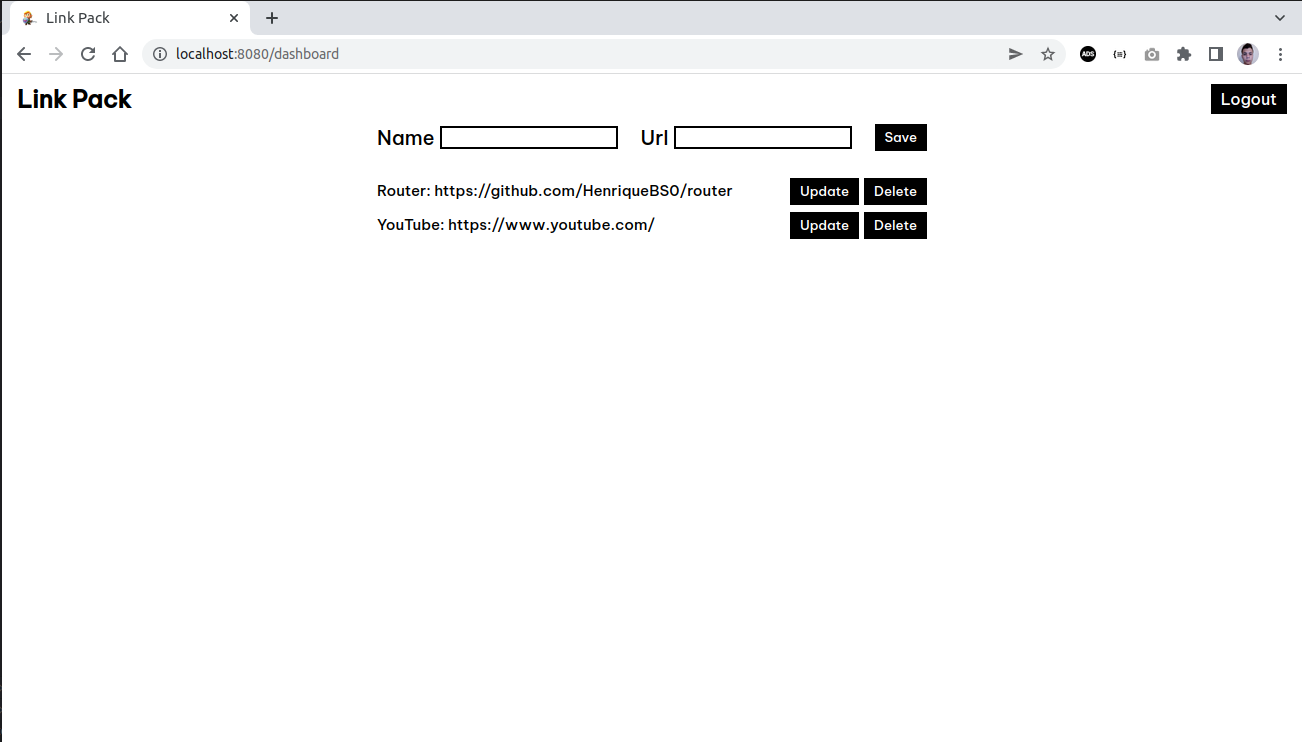 Link Pack
localhost:8080/dashboard
ADS
Link Pack
Logout
Name
Url
Save
Router: https://github.com/HenriqueBS0/router
Update
Delete
YouTube: https://www.youtube.com/
Update
Delete